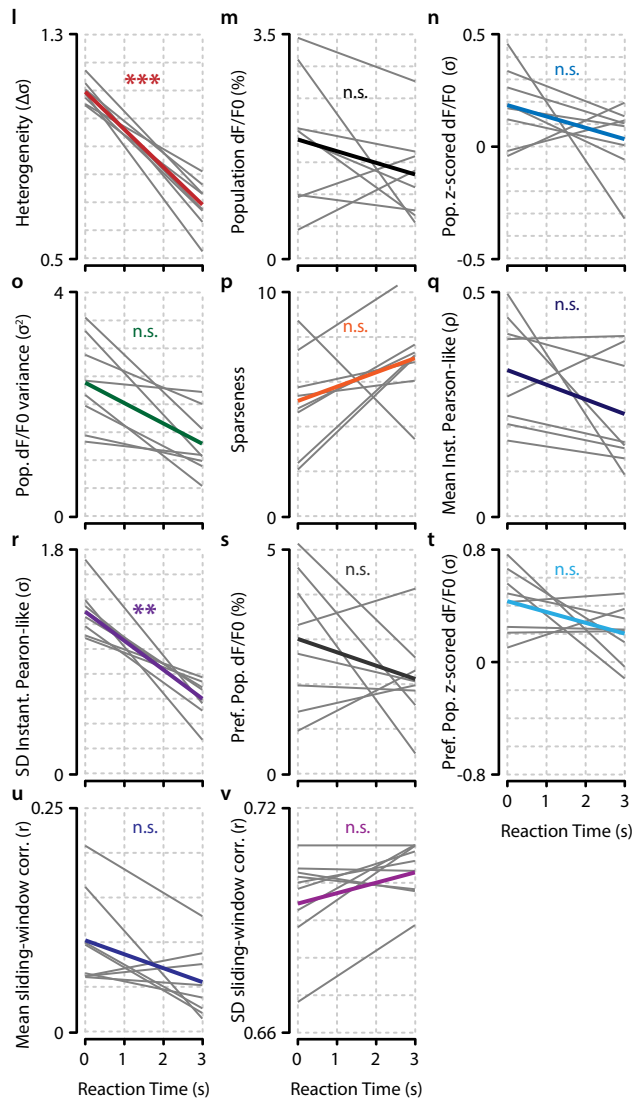 l
1.3
0.5
Heterogeneity (Δσ)
***
m
3.5
0
Population dF/F0 (%)
n.s.
n
0.5
0
-0.5
Pop. z-scored dF/F0 (σ)
n.s.
o
4
0
Pop. dF/F0 variance (σ²)
n.s.
p
10
0
Sparseness
n.s.
q
0.5
0
Mean Inst. Pearson-like (ρ)
n.s.
r
1.8
0
SD Instant. Pearon-like (σ)
**
s
5
0
Pref. Pop. dF/F0 (%)
n.s.
t
0.8
0
-0.8
Pref. Pop. z-scored dF/F0 (σ)
n.s.
0 1 2 3
Reaction Time (s)
u
0.25
0
Mean sliding-window corr. (r)
n.s.
0 1 2 3
Reaction Time (s)
v
0.72
0.66
SD sliding-window corr. (r)
n.s.
0 1 2 3
Reaction Time (s)